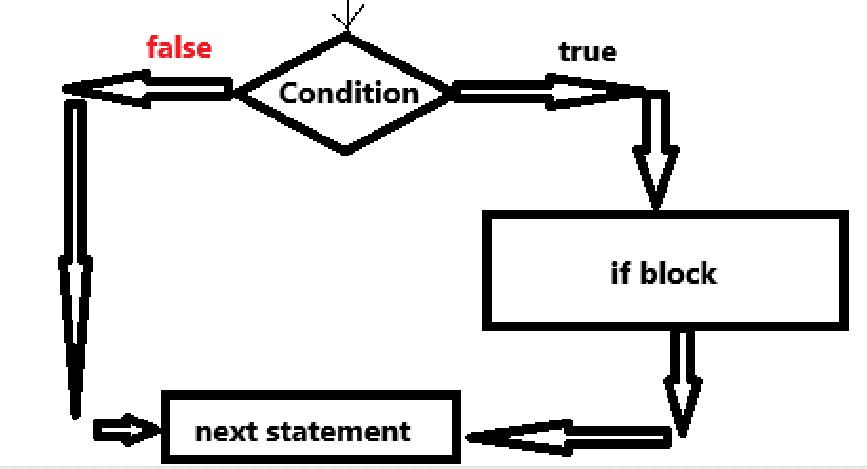 false
true
Condition
if block
next statement